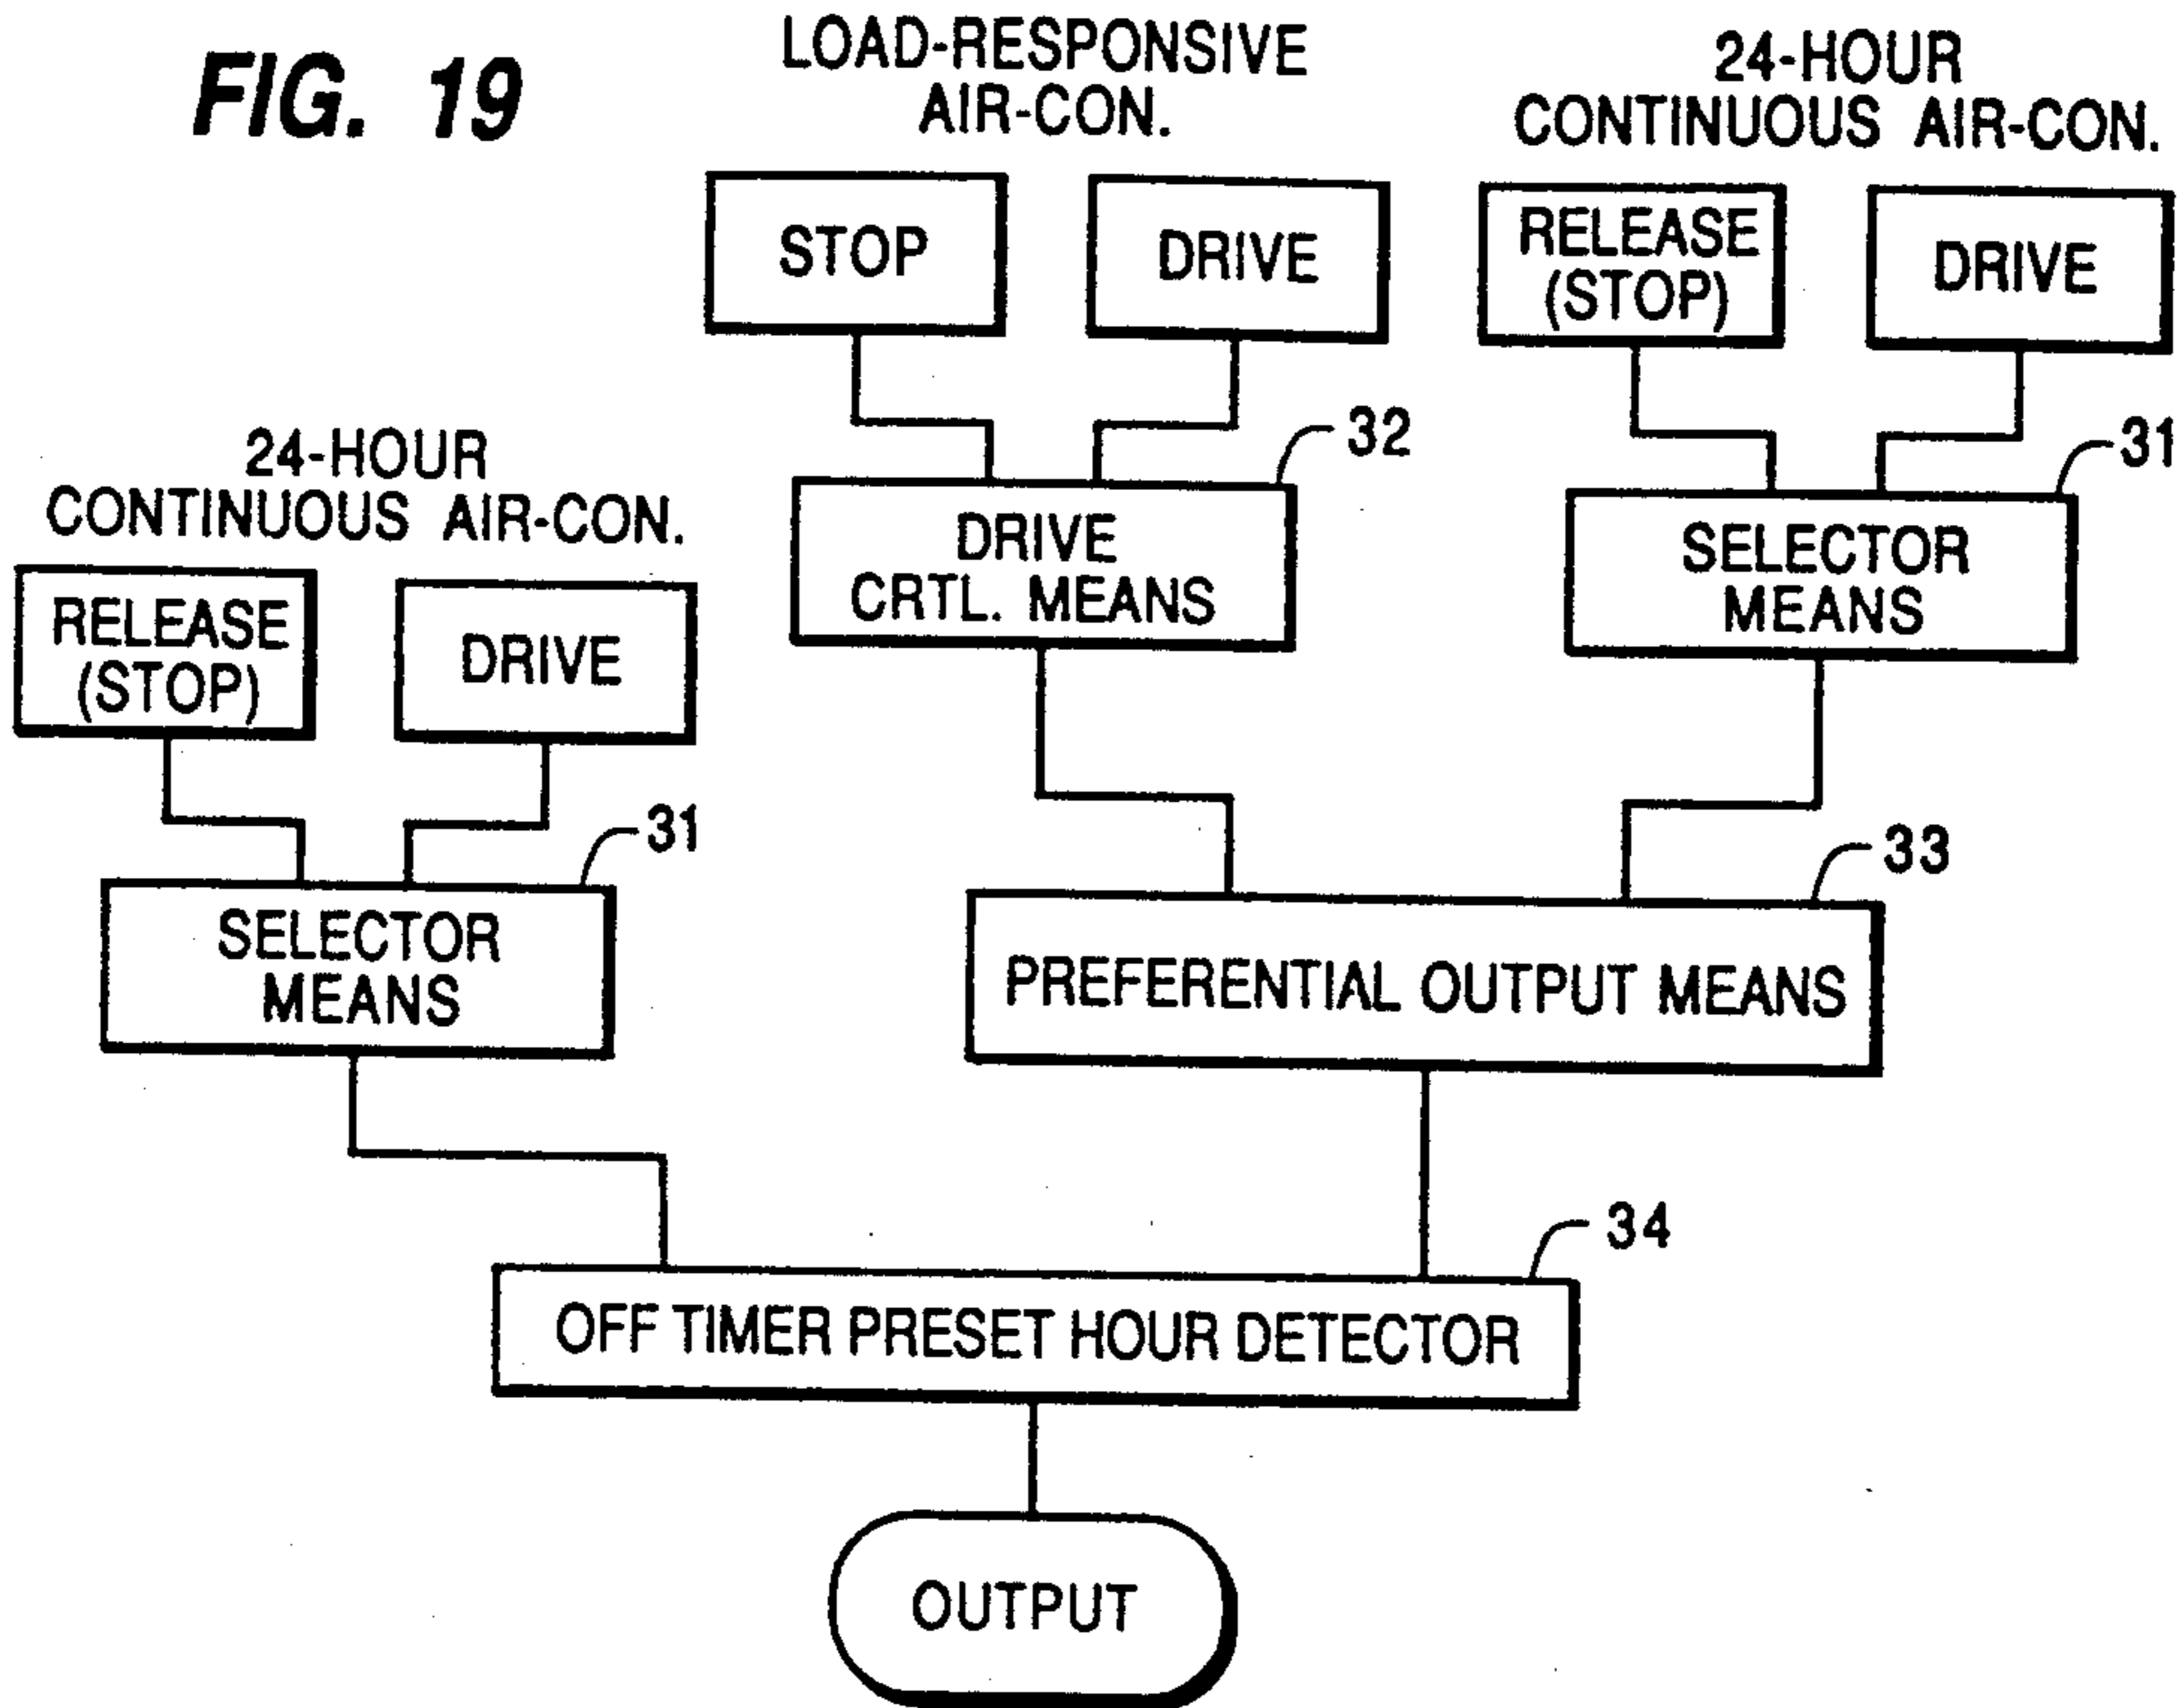 FIG. 19
LOAD-RESPONSIVE
AIR-CON.
24-HOUR
CONTINUOUS AIR-CON.
STOP
DRIVE
RELEASE
(STOP)
DRIVE
32
31
DRIVE
CRTL. MEANS
SELECTOR
MEANS
24-HOUR
CONTINUOUS AIR-CON.
RELEASE
(STOP)
DRIVE
31
SELECTOR
MEANS
33
PREFERENTIAL OUTPUT MEANS
34
OFF TIMER PRESET HOUR DETECTOR
OUTPUT